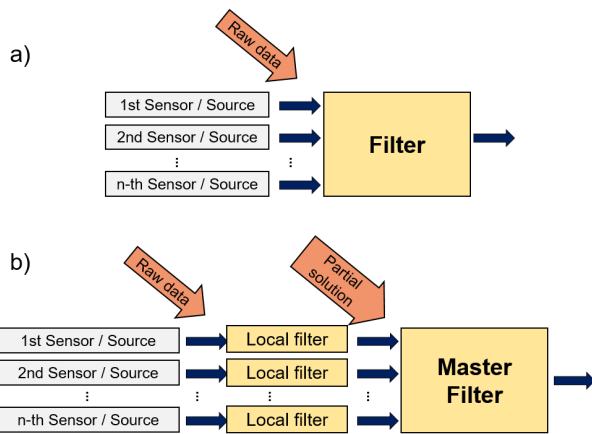 a)
Raw data
1st Sensor / Source
2nd Sensor / Source
⋮
⋮
n-th Sensor / Source
Filter
b)
Raw data
Partial
solution
1st Sensor / Source
Local filter
2nd Sensor / Source
Local filter
⋮
⋮
⋮
⋮
n-th Sensor / Source
Local filter
Master
Filter